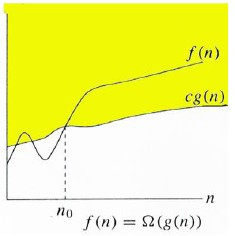 f(n)
cg(n)
n
n₀
f(n) = Ω(g(n))